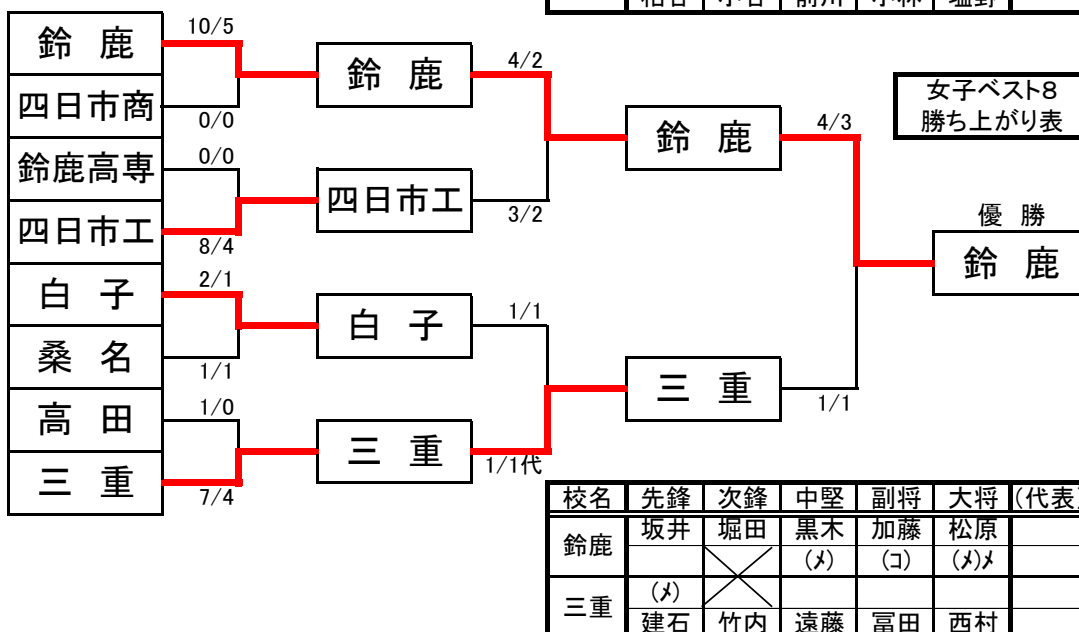 鈴 鹿
四日市商
鈴鹿高専
四日市工
白 子
桑 名
高 田
三 重
10/5
0/0
0/0
8/4
2/1
1/1
1/0
7/4
鈴 鹿
四日市工
白 子
三 重
4/2
3/2
1/1
1/1代
鈴 鹿
三 重
4/3
1/1
女子ベスト8
勝ち上がり表
優 勝
鈴 鹿
校名 先鋒 次鋒 中堅 副将 大将 (代表)
鈴鹿 坂井 堀田 黒木 加藤 松原
(メ) (コ) (メ)メ
三重 (メ)
建石 竹内 遠藤 冨田 西村